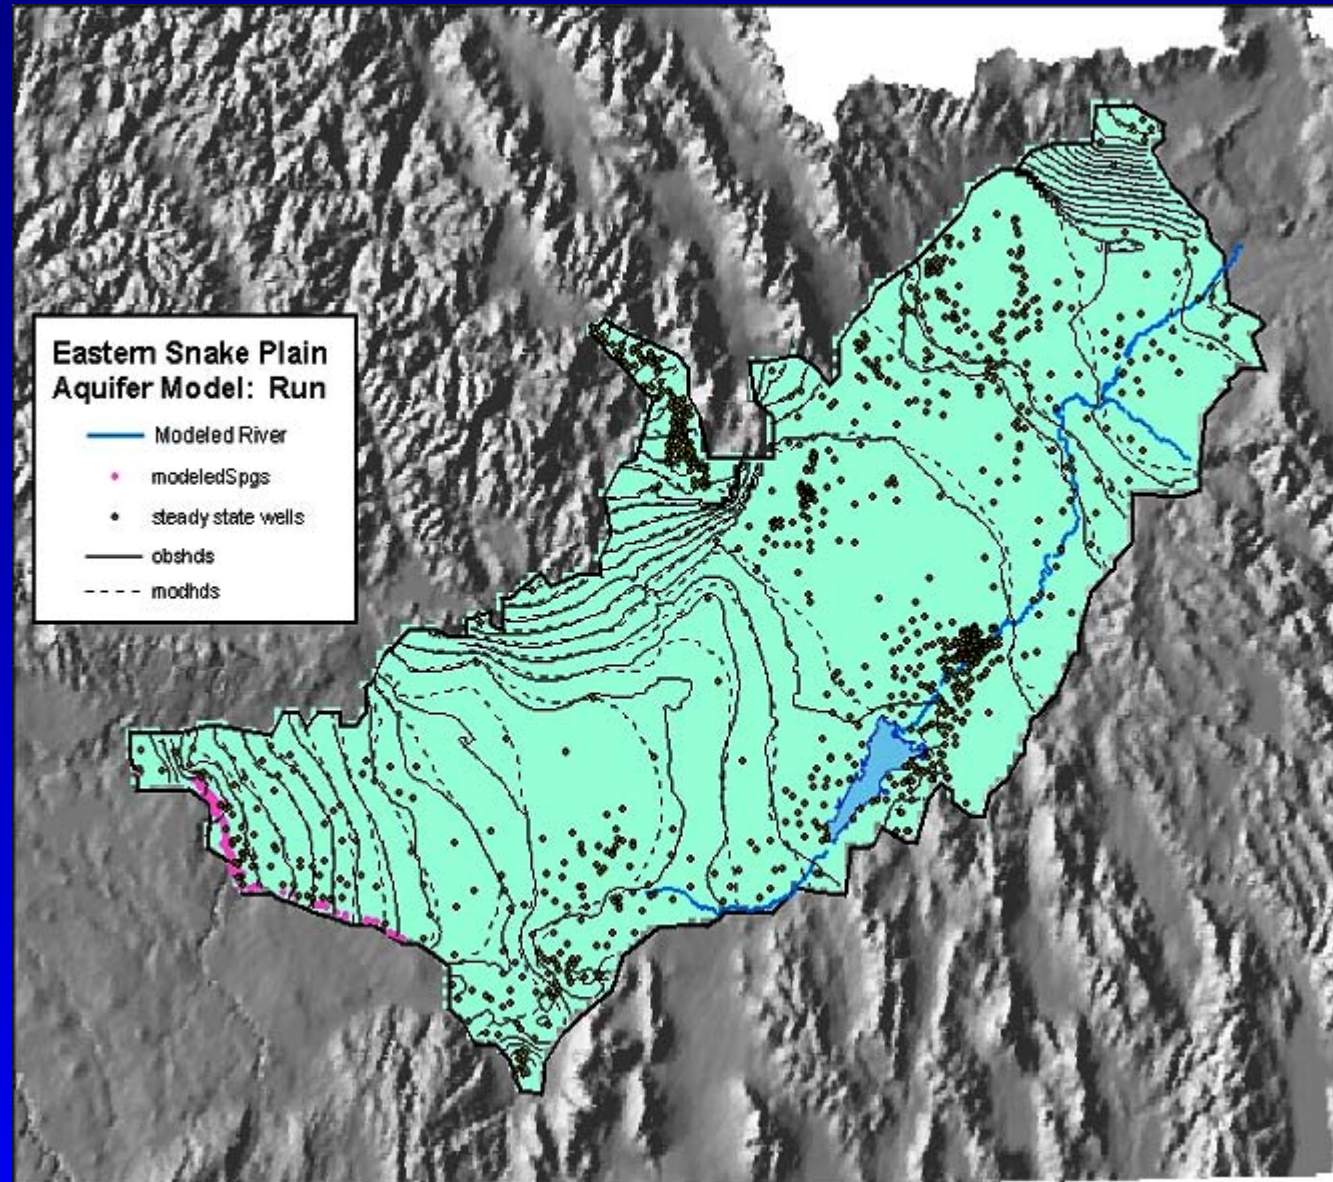 Eastern Snake Plain
Aquifer Model: Run
Modeled River
modeledSpgs
steady state wells
obshds
modhds